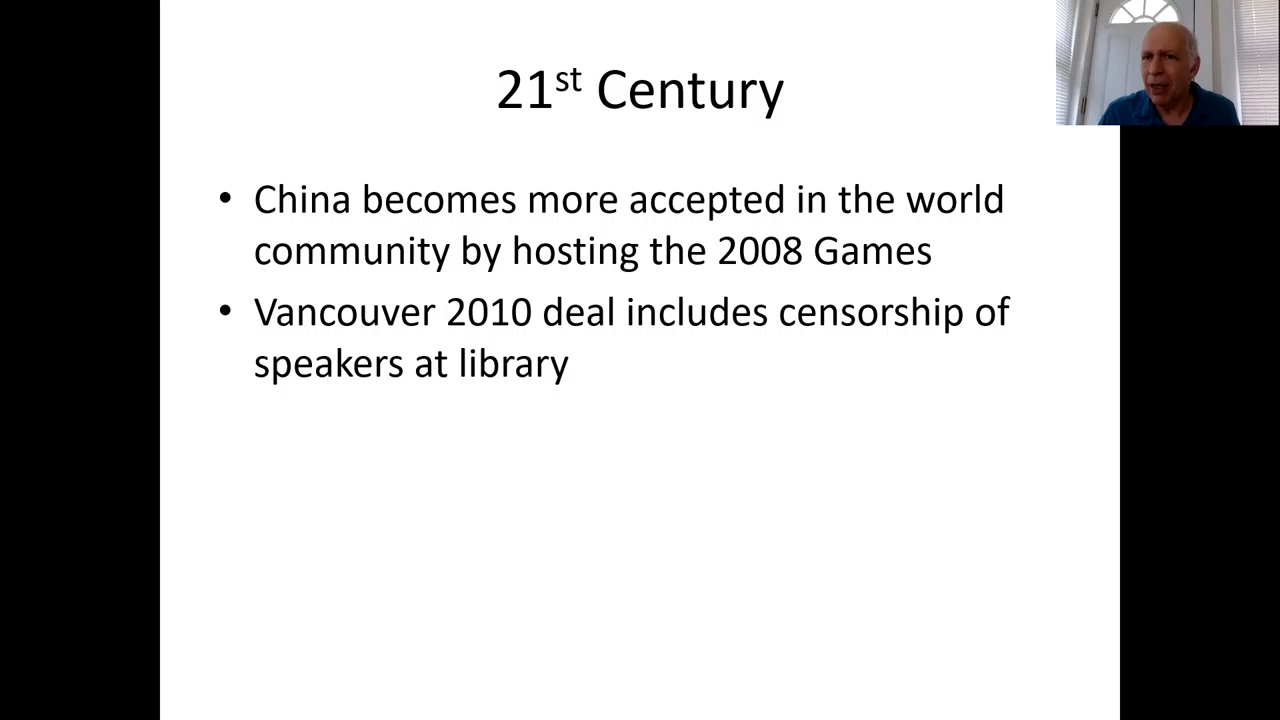 21st Century
• China becomes more accepted in the world
community by hosting the 2008 Games
• Vancouver 2010 deal includes censorship of
speakers at library